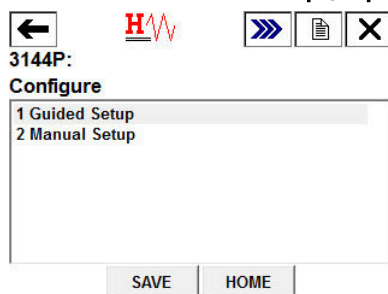 H
3144P:
Configure
1 Guided Setup
2 Manual Setup
SAVE HOME